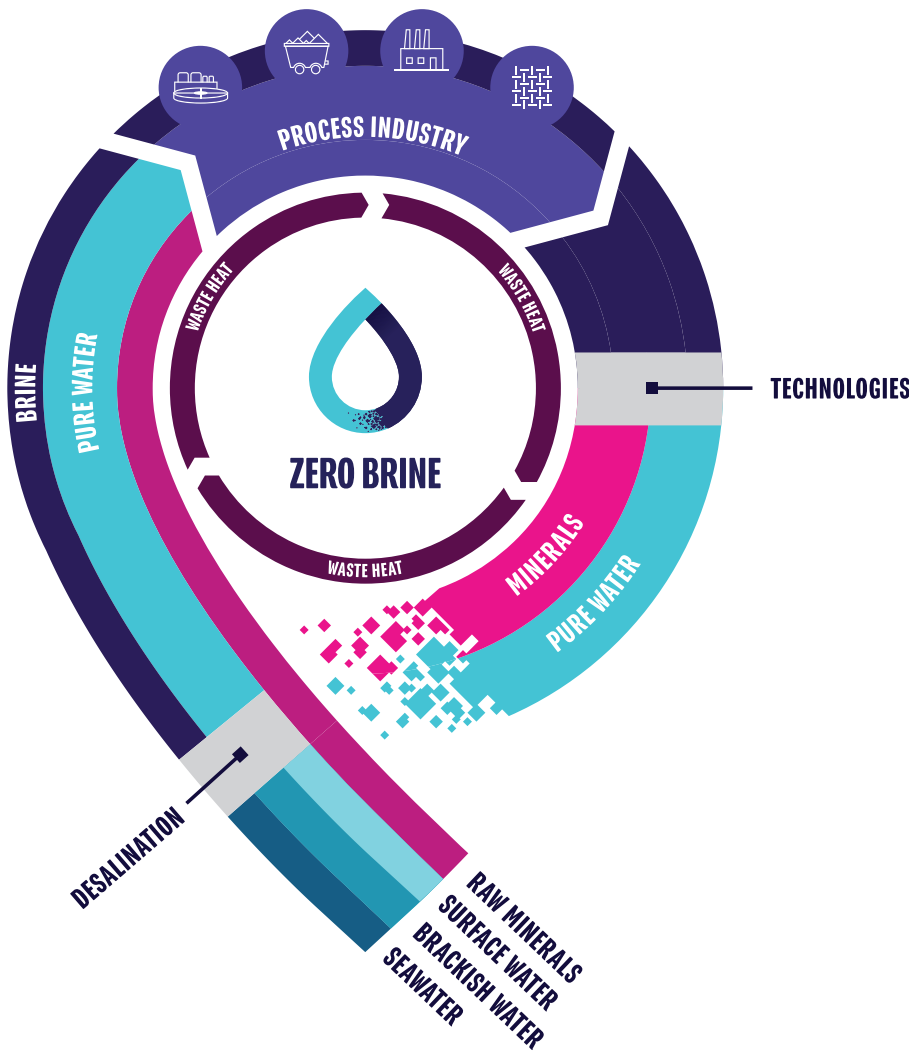 PROCESS INDUSTRY
WASTE HEAT
WASTE HEAT
BRINE
PURE WATER
TECHNOLOGIES
ZERO BRINE
MINERALS
PURE WATER
WASTE HEAT
DESALINATION
RAW MINERALS
SURFACE WATER
BRACKISH WATER
SEAWATER